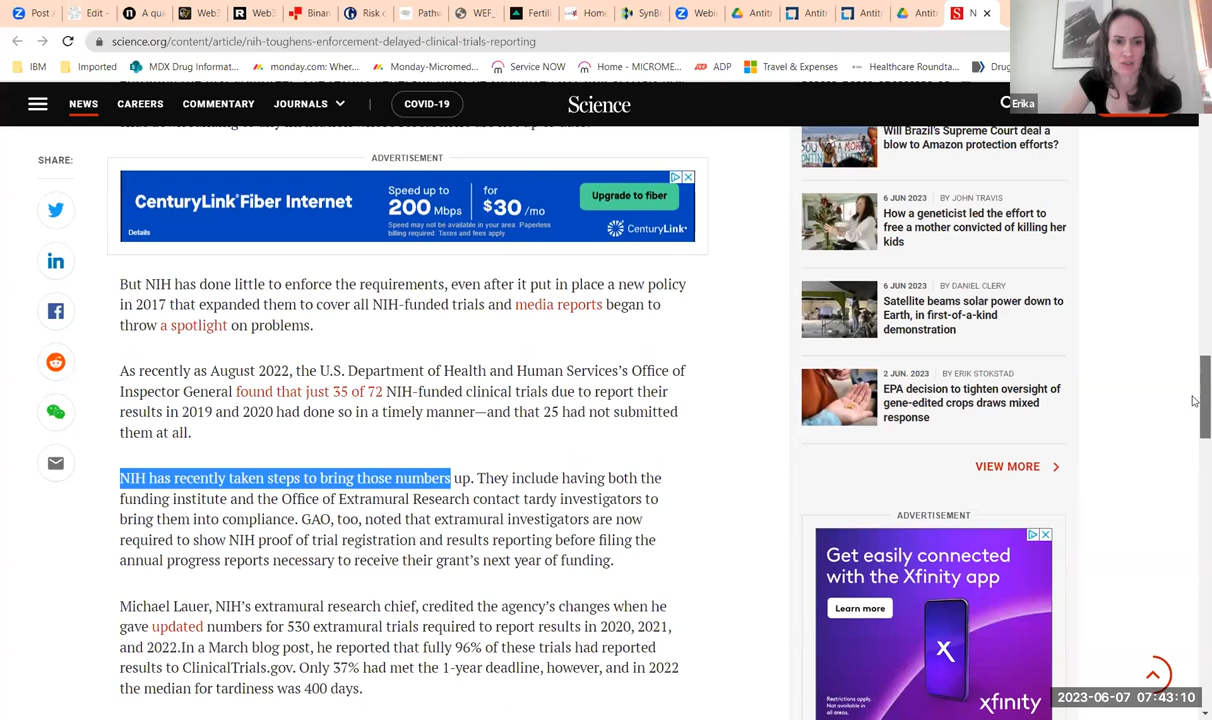 Post
Edit -
A qua
Web3
Web3
Binan
Risk c
Pathw
WEF_
Fertil
Home
SynBi
Webi
Antit
Antit
Antit
Antit
N
science.org/content/article/nih-toughens-enforcement-delayed-clinical-trials-reporting
IBM
Imported
MDX Drug Informat...
monday.com: Wher...
Monday-Micromed...
Service NOW
Home - MICROME...
ADP
Travel & Expenses
Healthcare Roundta...
Drug
Erika
NEWS
CAREERS
COMMENTARY
JOURNALS
COVID-19
Science
SHARE:
ADVERTISEMENT
CenturyLink Fiber Internet
Speed up to
200 Mbps
for
$30/mo
Speed may not be available in your area. Paperless
billing required. Taxes and fees apply.
Details
Upgrade to fiber
CenturyLink
But NIH has done little to enforce the requirements, even after it put in place a new policy
in 2017 that expanded them to cover all NIH-funded trials and media reports began to
throw a spotlight on problems.
As recently as August 2022, the U.S. Department of Health and Human Services's Office of
Inspector General found that just 35 of 72 NIH-funded clinical trials due to report their
results in 2019 and 2020 had done so in a timely manner—and that 25 had not submitted
them at all.
NIH has recently taken steps to bring those numbers up. They include having both the
funding institute and the Office of Extramural Research contact tardy investigators to
bring them into compliance. GAO, too, noted that extramural investigators are now
required to show NIH proof of trial registration and results reporting before filing the
annual progress reports necessary to receive their grant's next year of funding.
Michael Lauer, NIH's extramural research chief, credited the agency's changes when he
gave updated numbers for 530 extramural trials required to report results in 2020, 2021,
and 2022.In a March blog post, he reported that fully 96% of these trials had reported
results to ClinicalTrials.gov. Only 37% had met the 1-year deadline, however, and in 2022
the median for tardiness was 400 days.
Will Brazil's Supreme Court deal a
blow to Amazon protection efforts?
6 JUN 2023 | BY JOHN TRAVIS
How a geneticist led the effort to
free a mother convicted of killing her
kids
6 JUN 2023 | BY DANIEL CLERY
Satellite beams solar power down to
Earth, in first-of-a-kind
demonstration
2 JUN. 2023 | BY ERIK STOKSTAD
EPA decision to tighten oversight of
gene-edited crops draws mixed
response
VIEW MORE
ADVERTISEMENT
Get easily connected
with the Xfinity app
Learn more
X
Restrictions apply.
Not available in
all areas.
xfinity
2023-06-07 07:43:10